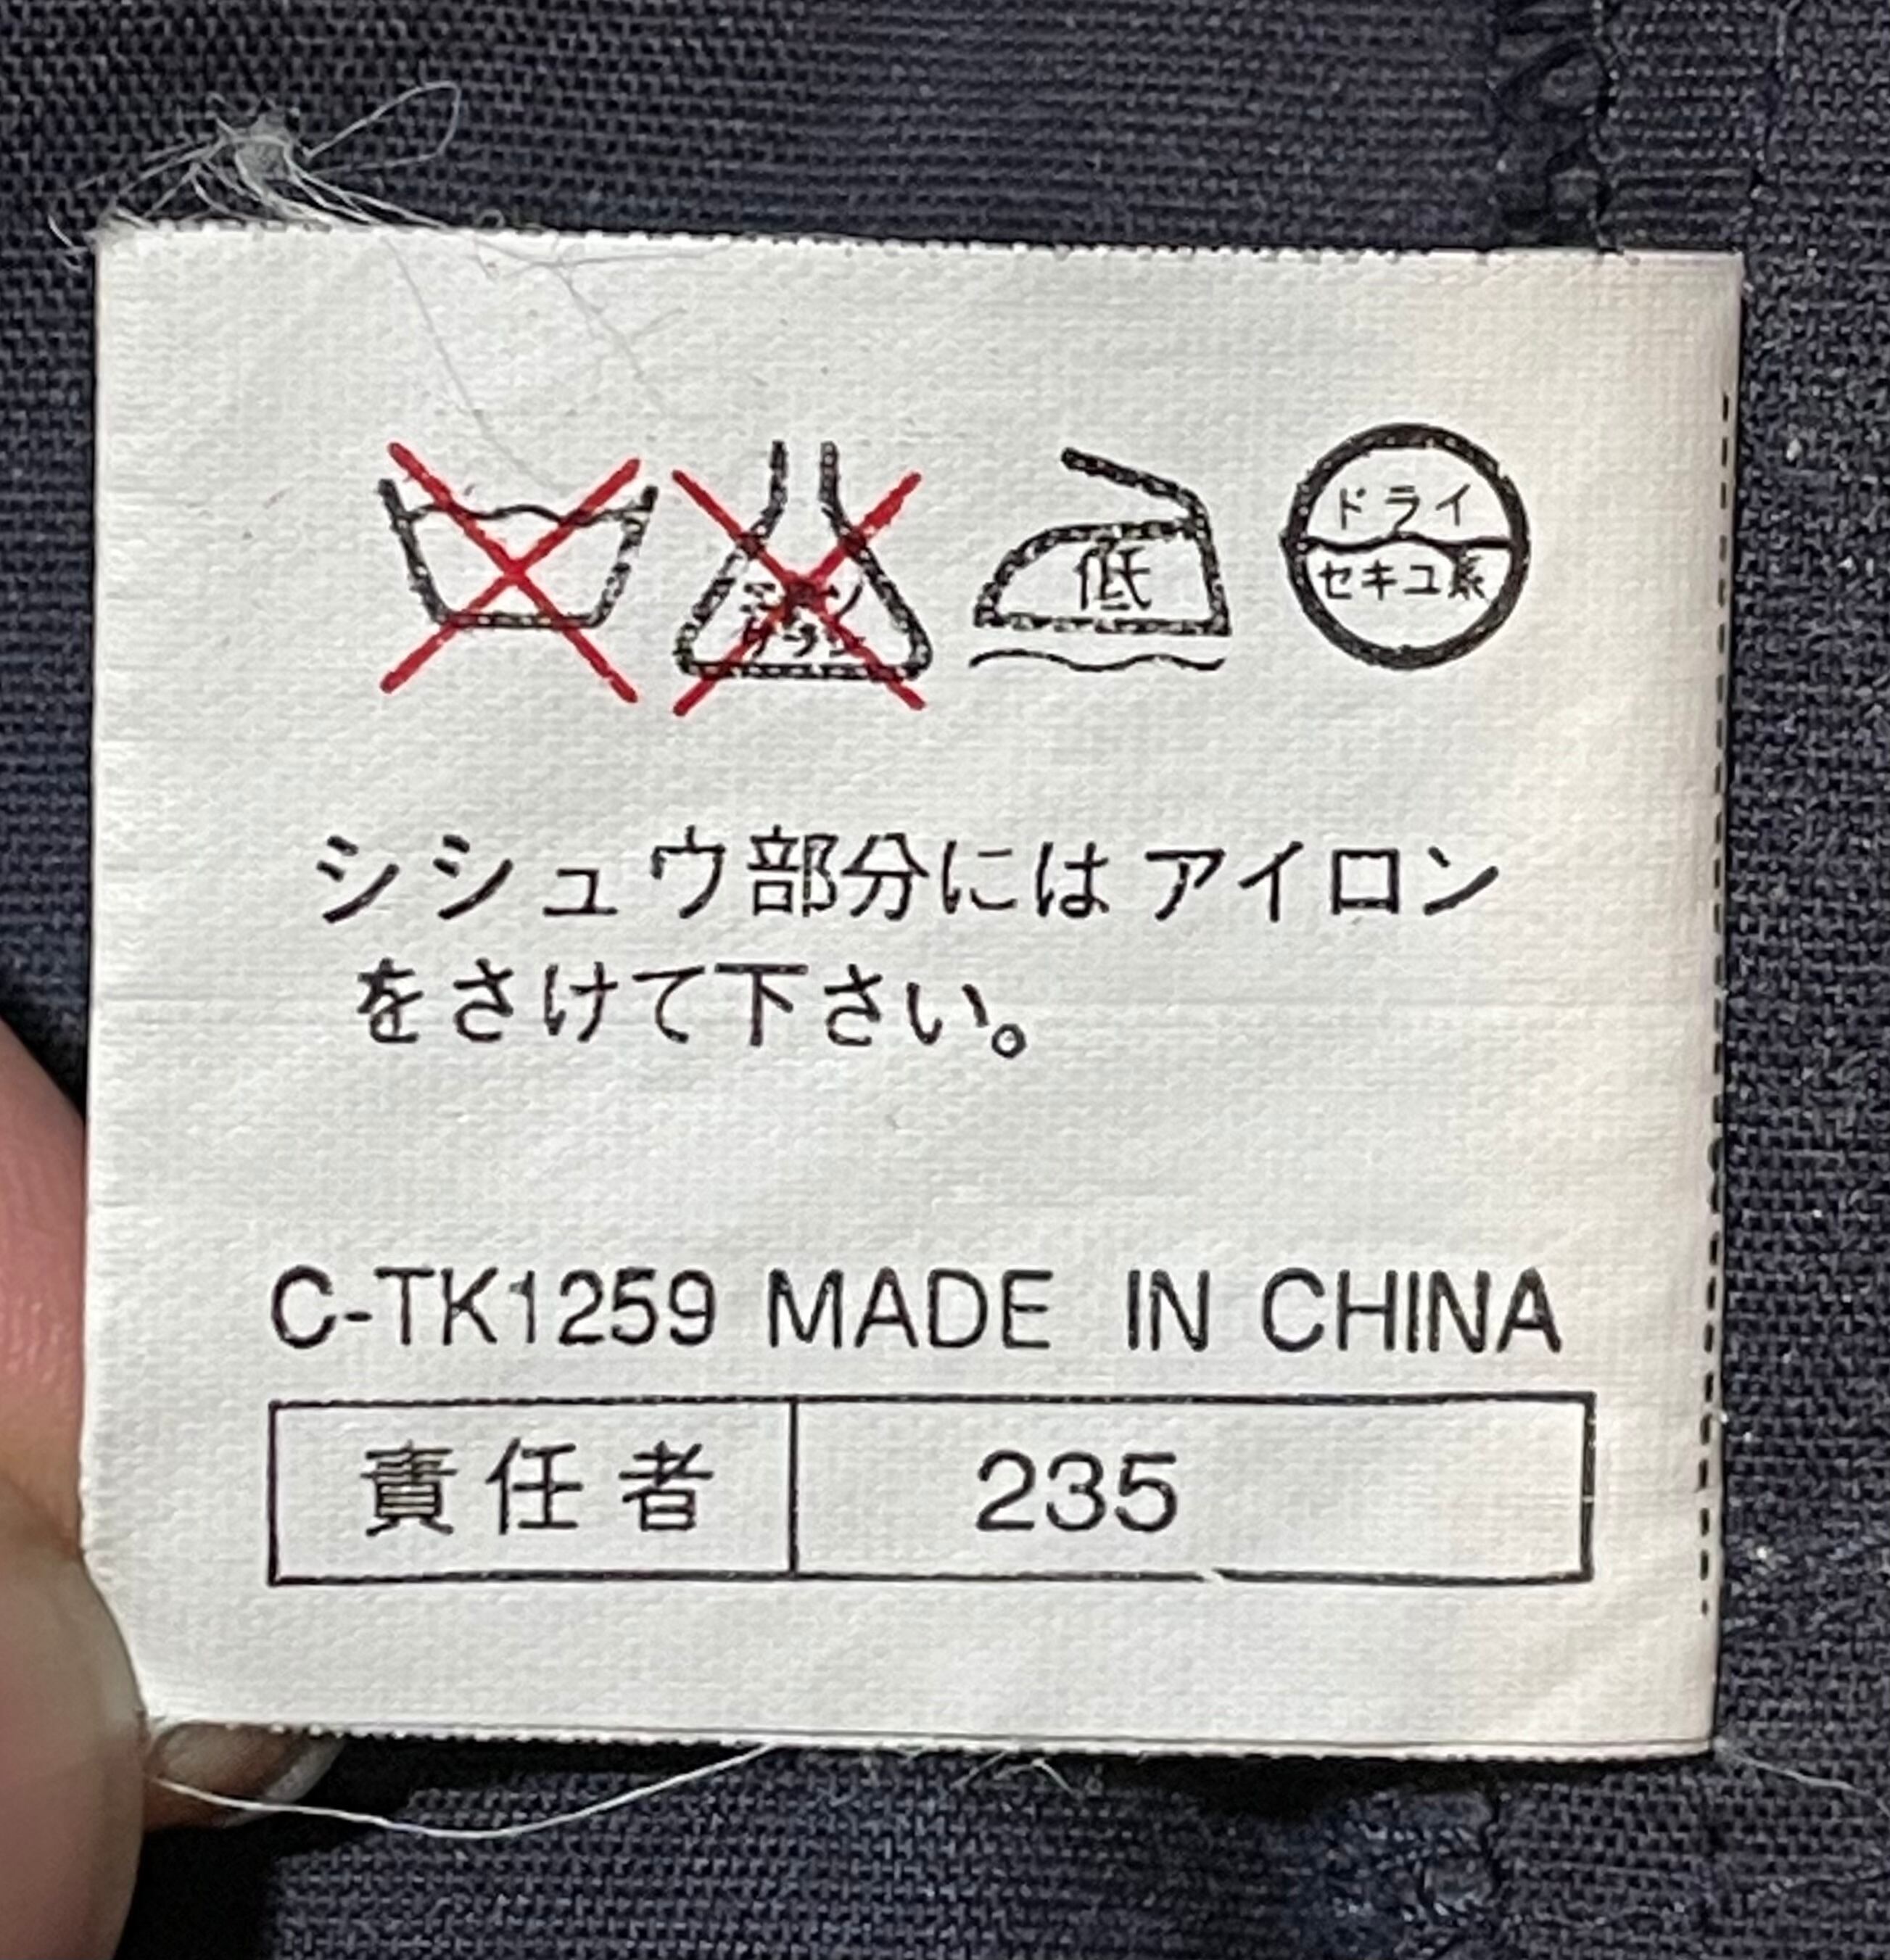 ドライ
セキユ系
低
シシュウ部分にはアイロン
をさけて下さい。
C-TK1259 MADE IN CHINA
責任者 235